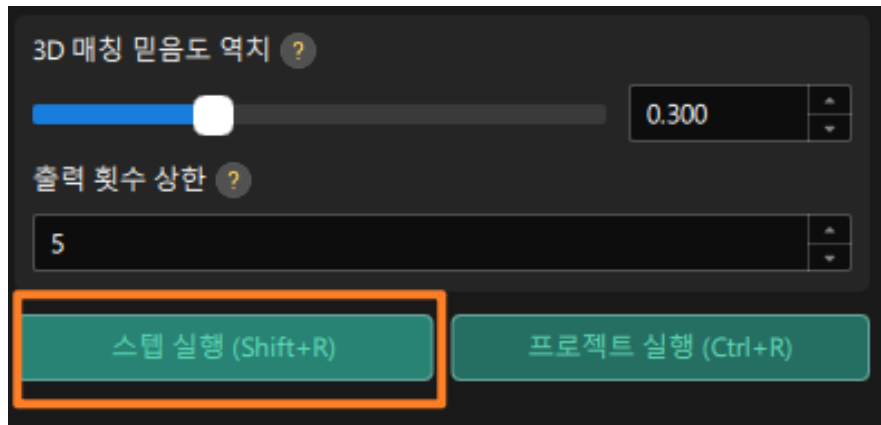 3D 매칭 믿음도 역치 ?
0.300
출력 횟수 상한 ?
5
스텝 실행 (Shift+R) 프로젝트 실행 (Ctrl+R)